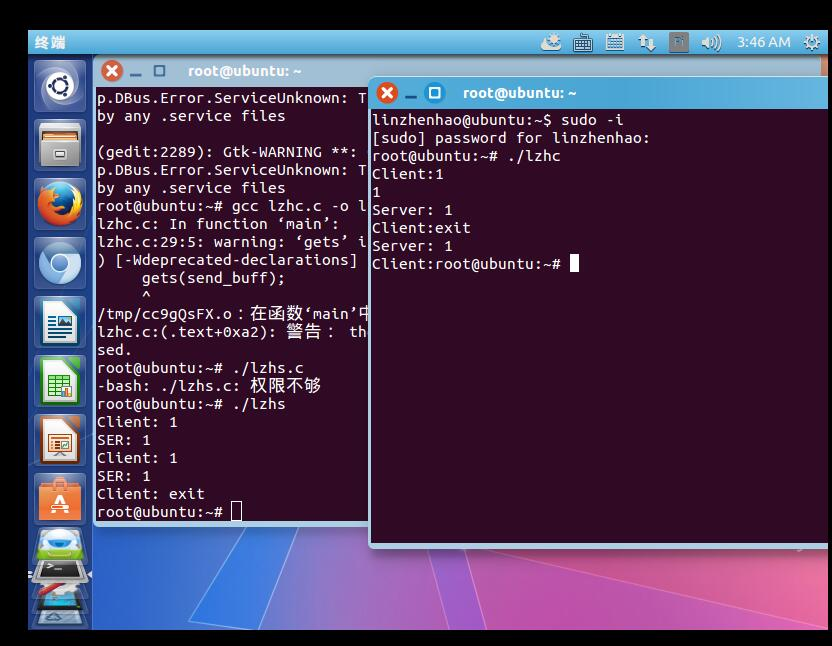 终端
3:46 AM
root@ubuntu: ~
p.DBus.Error.ServiceUnknown: T
by any .service files
(gedit:2289): Gtk-WARNING **:
p.DBus.Error.ServiceUnknown: T
by any .service files
root@ubuntu:~# gcc lzhc.c -o l
lzhc.c: In function ‘main’:
lzhc.c:29:5: warning: ‘gets’ i
) [-Wdeprecated-declarations]
gets(send_buff);
^
/tmp/cc9gQsFX.o：在函数‘main’中
lzhc.c:(.text+0xa2): 警告： th
sed.
root@ubuntu:~# ./lzhs.c
-bash: ./lzhs.c: 权限不够
root@ubuntu:~# ./lzhs
Client: 1
SER: 1
Client: 1
SER: 1
Client: exit
root@ubuntu:~#
root@ubuntu: ~
linzhenhao@ubuntu:~$ sudo -i
[sudo] password for linzhenhao:
root@ubuntu:~# ./lzhc
Client:1
1
Server: 1
Client:exit
Server: 1
Client:root@ubuntu:~#